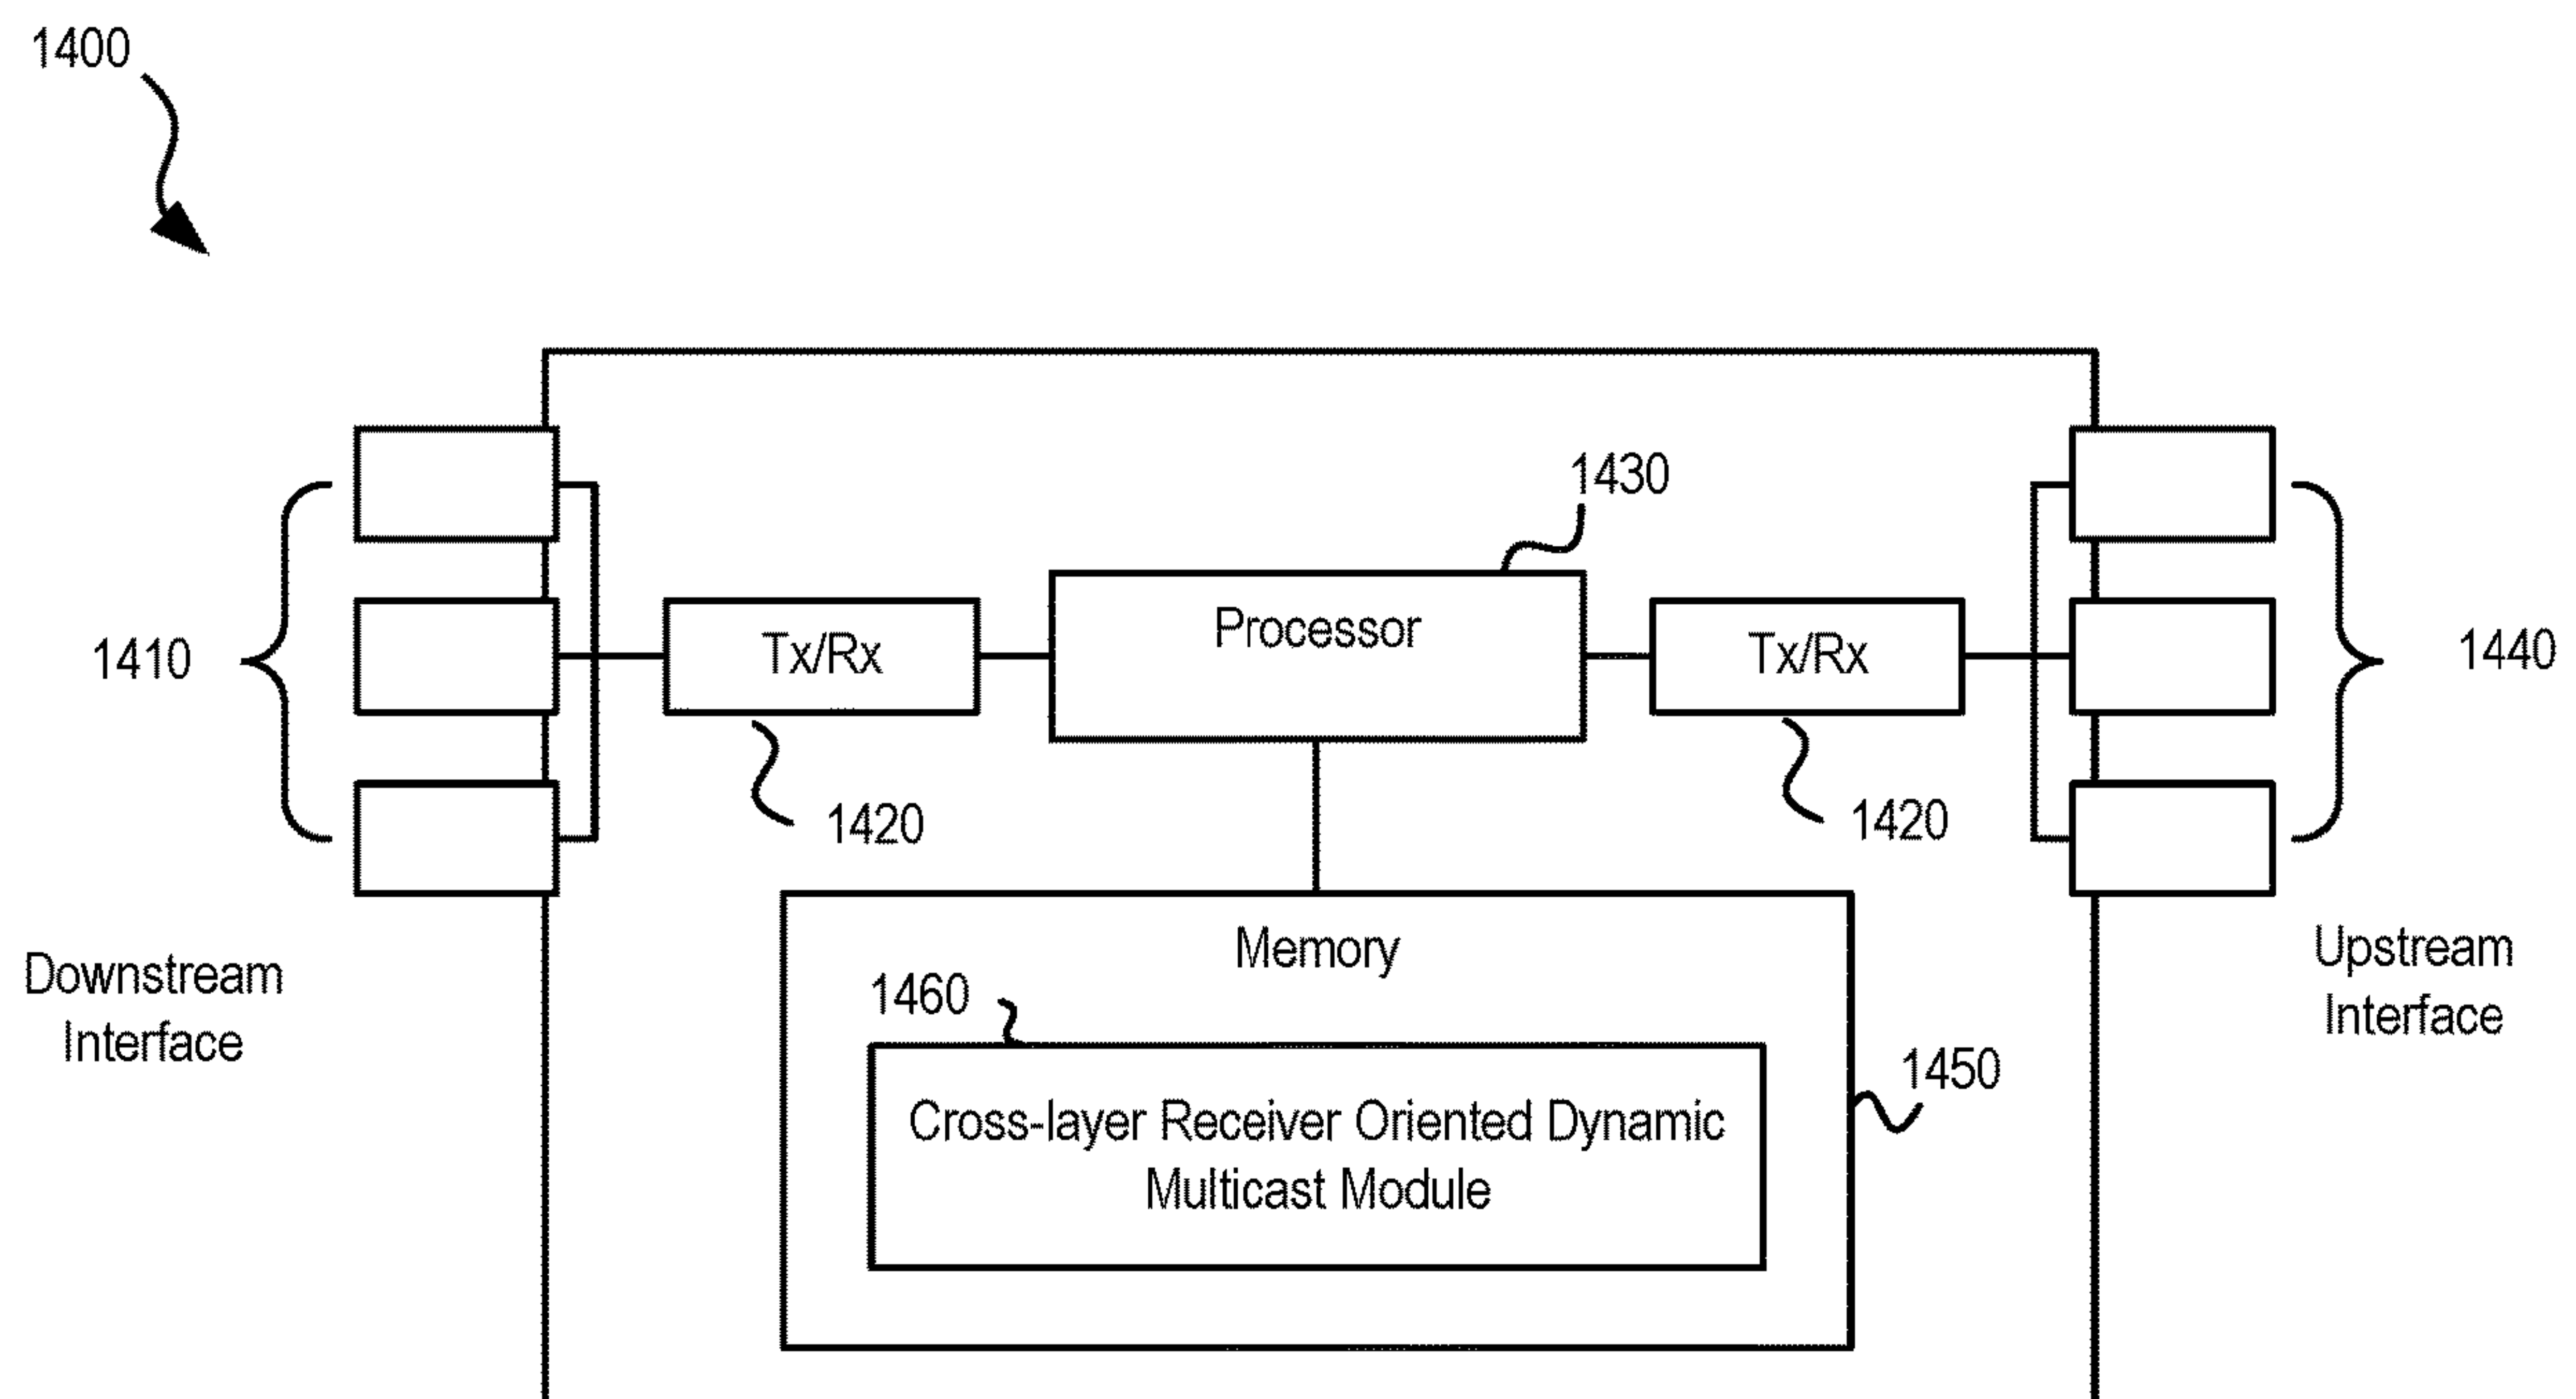 1400
1430
Processor
Tx/Rx
Tx/Rx
1410
1440
1420
1420
Memory
1460
Downstream
Interface
Upstream
Interface
1450
Cross-layer Receiver Oriented Dynamic
Multicast Module